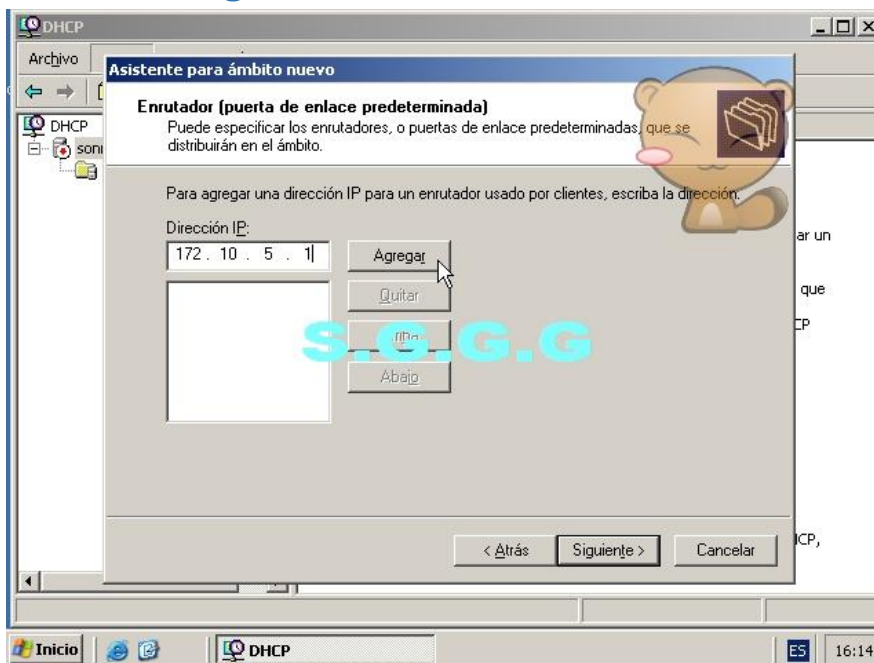 DHCP
Archivo
Asistente para ámbito nuevo
Enrutador (puerta de enlace predeterminada)
Puede especificar los enrutadores, o puertas de enlace predeterminadas, que se
distribuirán en el ámbito.
DHCP
Para agregar una dirección IP para un enrutador usado por clientes, escriba la dirección.
Dirección IP:
172 . 10 . 5 . 1
Agregar
ar un
Quitar
que
S.G.G.G
Abajo
< Atrás
Siguiente >
Cancelar
Inicio
DHCP
ES
16:14